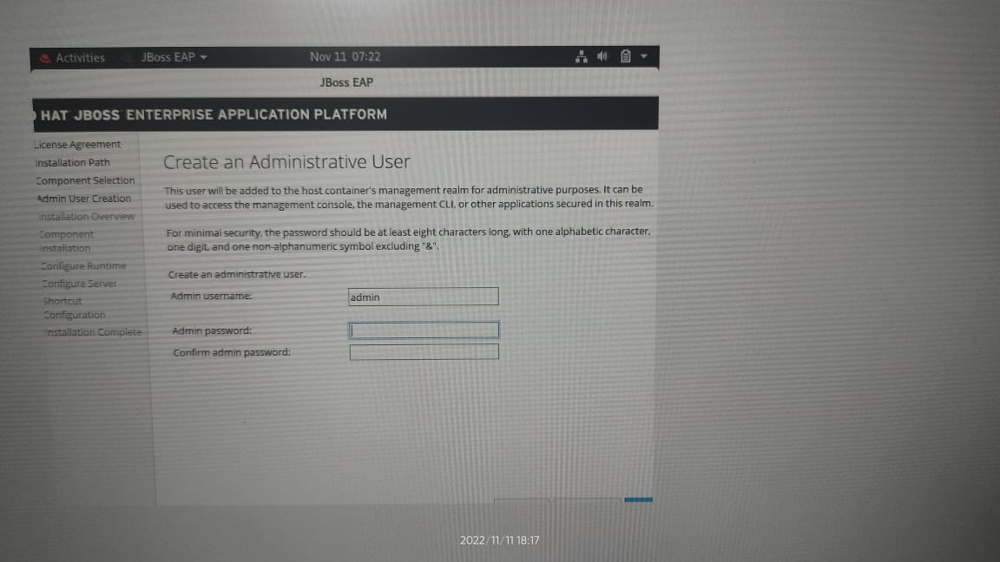 Activities JBoss EAP Nov 11 07:22
JBoss EAP
HAT JBOSS ENTERPRISE APPLICATION PLATFORM
License Agreement
Installation Path
Component Selection
Admin User Creation
Installation Overview
Component
Installation
Configure Runtime
Configure Server
Shortcut
Configuration
Installation Complete
Create an Administrative User
This user will be added to the host container's management realm for administrative purposes. It can be
used to access the management console, the management CLI, or other applications secured in this realm.
For minimal security, the password should be at least eight characters long, with one alphabetic character,
one digit, and one non-alphanumeric symbol excluding "&".
Create an administrative user.
Admin username: admin
Admin password:
Confirm admin password:
2022/11/11 18:17